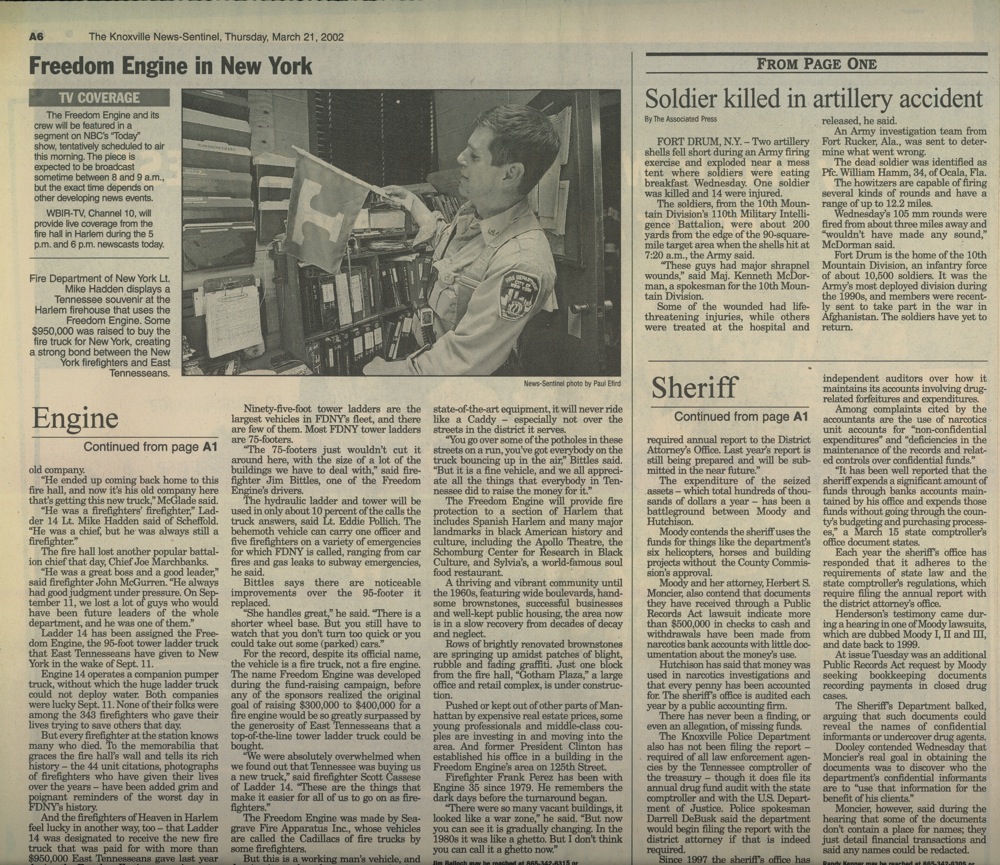 A6
The Knoxville News-Sentinel, Thursday, March 21, 2002
Freedom Engine in New York
TV COVERAGE
The Freedom Engine and its
crew will be featured in a
segment on NBC's "Today"
show, tentatively scheduled to air
this morning. The piece is
expected to be broadcast
sometime between 8 and 9 a.m.,
but the exact time depends on
other developing news events.
WBIR-TV, Channel 10, will
provide live coverage from the
fire hall in Harlem during the 5
p.m. and 6 p.m. newscasts today.
Fire Department of New York Lt.
Mike Hadden displays a
Tennessee souvenir at the
Harlem firehouse that uses the
Freedom Engine. Some
$950,000 was raised to buy the
fire truck for New York, creating
a strong bond between the New
York firefighters and East
Tennesseans.
T
News-Sentinel photo by Paul Efird
Engine
Continued from page A1
old company.
"He ended up coming back home to this
fire hall, and now it's his old company here
that's getting this new truck," McGlade said.
"He was a firefighters' firefighter," Lad-
der 14 Lt. Mike Hadden said of Scheffold.
"He was a chief, but he was always still a
firefighter."
The fire hall lost another popular battal-
ion chief that day, Chief Joe Marchbanks.
"He was a great boss and a good leader,"
said firefighter John McGurren. "He always
had good judgment under pressure. On Sep-
tember 11, we lost a lot of guys who would
have been future leaders of the whole
department, and he was one of them."
Ladder 14 has been assigned the Free-
dom Engine, the 95-foot tower ladder truck
that East Tennesseans have given to New
York in the wake of Sept. 11.
Engine 14 operates a companion pumper
truck, without which the huge ladder truck
could not deploy water. Both companies
were lucky Sept. 11. None of their folks were
among the 343 firefighters who gave their
lives trying to save others that day.
But every firefighter at the station knows
many who died. To the memorabilia that
graces the fire hall's wall and tells its rich
history – the 44 unit citations, photographs
of firefighters who have given their lives
over the years – have been added grim and
poignant reminders of the worst day in
FDNY's history.
And the firefighters of Heaven in Harlem
feel lucky in another way, too – that Ladder
14 was designated to receive the new fire
truck that was paid for with more than
$950,000 East Tennesseans gave last year
Ninety-five-foot tower ladders are the
largest vehicles in FDNY's fleet, and there
are few of them. Most FDNY tower ladders
are 75-footers.
"The 75-footers just wouldn't cut it
around here, with the size of a lot of the
buildings we have to deal with," said fire-
fighter Jim Bittles, one of the Freedom
Engine's drivers.
The hydraulic ladder and tower will be
used in only about 10 percent of the calls the
truck answers, said Lt. Eddie Pollich. The
behemoth vehicle can carry one officer and
five firefighters on a variety of emergencies
for which FDNY is called, ranging from car
fires and gas leaks to subway emergencies,
he said.
Bittles says there are noticeable
improvements over the 95-footer it
replaced.
"She handles great," he said. "There is a
shorter wheel base. But you still have to
watch that you don't turn too quick or you
could take out some (parked) cars."
For the record, despite its official name,
the vehicle is a fire truck, not a fire engine.
The name Freedom Engine was developed
during the fund-raising campaign, before
any of the sponsors realized the original
goal of raising $300,000 to $400,000 for a
fire engine would be so greatly surpassed by
the generosity of East Tennesseans that a
top-of-the-line tower ladder truck could be
bought.
"We were absolutely overwhelmed when
we found out that Tennessee was buying us
a new truck," said firefighter Scott Cassese
of Ladder 14. "These are the things that
make it easier for all of us to go on as fire-
fighters."
The Freedom Engine was made by Sea-
grave Fire Apparatus Inc., whose vehicles
are called the Cadillacs of fire trucks by
some firefighters.
But this is a working man's vehicle, and
state-of-the-art equipment, it will never ride
like a Caddy – especially not over the
streets in the district it serves.
"You go over some of the potholes in these
streets on a run, you've got everybody on the
truck bouncing up in the air," Bittles said.
"But it is a fine vehicle, and we all appreci-
ate all the things that everybody in Ten-
nessee did to raise the money for it."
The Freedom Engine will provide fire
protection to a section of Harlem that
includes Spanish Harlem and many major
landmarks in black American history and
culture, including the Apollo Theatre, the
Schomburg Center for Research in Black
Culture, and Sylvia's, a world-famous soul
food restaurant.
A thriving and vibrant community until
the 1960s, featuring wide boulevards, hand-
some brownstones, successful businesses
and well-kept public housing, the area now
is in a slow recovery from decades of decay
and neglect.
Rows of brightly renovated brownstones
are springing up amidst patches of blight,
rubble and fading graffiti. Just one block
from the fire hall, "Gotham Plaza," a large
office and retail complex, is under construc-
tion.
Pushed or kept out of other parts of Man-
hattan by expensive real estate prices, some
young professionals and middle-class cou-
ples are investing in and moving into the
area. And former President Clinton has
established his office in a building in the
Freedom Engine's area on 125th Street.
Firefighter Frank Perez has been with
Engine 35 since 1979. He remembers the
dark days before the turnaround began.
"There were so many vacant buildings, it
looked like a war zone," he said. "But now
you can see it is gradually changing. In the
1980s it was like a ghetto. But I don't think
you can call it a ghetto now."
Jim Balloch may be reached at 865-342-6315 or
FROM PAGE ONE
Soldier killed in artillery accident
By The Associated Press
FORT DRUM, N.Y. – Two artillery
shells fell short during an Army firing
exercise and exploded near a mess
tent where soldiers were eating
breakfast Wednesday. One soldier
was killed and 14 were injured.
The soldiers, from the 10th Moun-
tain Division's 110th Military Intelli-
gence Battalion, were about 200
yards from the edge of the 90-square-
mile target area when the shells hit at
7:20 a.m., the Army said.
"These guys had major shrapnel
wounds," said Maj. Kenneth McDor-
man, a spokesman for the 10th Moun-
tain Division.
Some of the wounded had life-
threatening injuries, while others
were treated at the hospital and
released, he said.
An Army investigation team from
Fort Rucker, Ala., was sent to deter-
mine what went wrong.
The dead soldier was identified as
Pfc. William Hamm, 34, of Ocala, Fla.
The howitzers are capable of firing
several kinds of rounds and have a
range of up to 12.2 miles.
Wednesday's 105 mm rounds were
fired from about three miles away and
"wouldn't have made any sound,"
McDorman said.
Fort Drum is the home of the 10th
Mountain Division, an infantry force
of about 10,500 soldiers. It was the
Army's most deployed division during
the 1990s, and members were recent-
ly sent to take part in the war in
Afghanistan. The soldiers have yet to
return.
Sheriff
Continued from page A1
required annual report to the District
Attorney's Office. Last year's report is
still being prepared and will be sub-
mitted in the near future."
The expenditure of the seized
assets – which total hundreds of thou-
sands of dollars a year – has been a
battleground between Moody and
Hutchison.
Moody contends the sheriff uses the
funds for things like the department's
six helicopters, horses and building
projects without the County Commis-
sion's approval.
Moody and her attorney, Herbert S.
Moncier, also contend that documents
they have received through a Public
Records Act lawsuit indicate more
than $500,000 in checks to cash and
withdrawals have been made from
narcotics bank accounts with little doc-
umentation about the money's use.
Hutchison has said that money was
used in narcotics investigations and
that every penny has been accounted
for. The sheriff's office is audited each
year by a public accounting firm.
There has never been a finding, or
even an allegation, of missing funds.
The Knoxville Police Department
also has not been filing the report –
required of all law enforcement agen-
cies by the Tennessee comptroller of
the treasury – though it does file its
annual drug fund audit with the state
comptroller and with the U.S. Depart-
ment of Justice. Police spokesman
Darrell DeBusk said the department
would begin filing the report with the
district attorney if that is indeed
required.
Since 1997 the sheriff's office has
independent auditors over how it
maintains its accounts involving drug-
related forfeitures and expenditures.
Among complaints cited by the
accountants are the use of narcotics
unit accounts for "non-confidential
expenditures" and "deficiencies in the
maintenance of the records and relat-
ed controls over confidential funds."
"It has been well reported that the
sheriff expends a significant amount of
funds through banks accounts main-
tained by his office and expends those
funds without going through the coun-
ty's budgeting and purchasing process-
es," a March 15 state comptroller's
office document states.
Each year the sheriff's office has
responded that it adheres to the
requirements of state law and the
state comptroller's regulations, which
require filing the annual report with
the district attorney's office.
Henderson's testimony came dur-
ing a hearing in one of Moody lawsuits,
which are dubbed Moody I, II and III,
and date back to 1999.
At issue Tuesday was an additional
Public Records Act request by Moody
seeking bookkeeping documents
recording payments in closed drug
cases.
The Sheriff's Department balked,
arguing that such documents could
reveal the names of confidential
informants or undercover drug agents.
Dooley contended Wednesday that
Moncier's real goal in obtaining the
documents was to discover who the
department's confidential informants
are to "use that information for the
benefit of his clients."
Moncier, however, said during the
hearing that some of the documents
don't contain a place for names; they
just detail financial transactions and
said any names could be redacted.
Randy Kenner may be reached at 865-342-6305 or